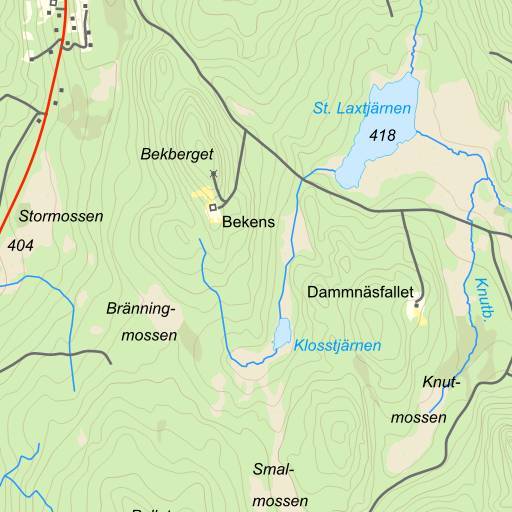 St. Laxtjärnen
418
Bekberget
Stormossen
Bekens
404
Knutb.
Dammnäsfallet
Bränning-
mossen
Klosstjärnen
Knut-
mossen
Smal-
mossen